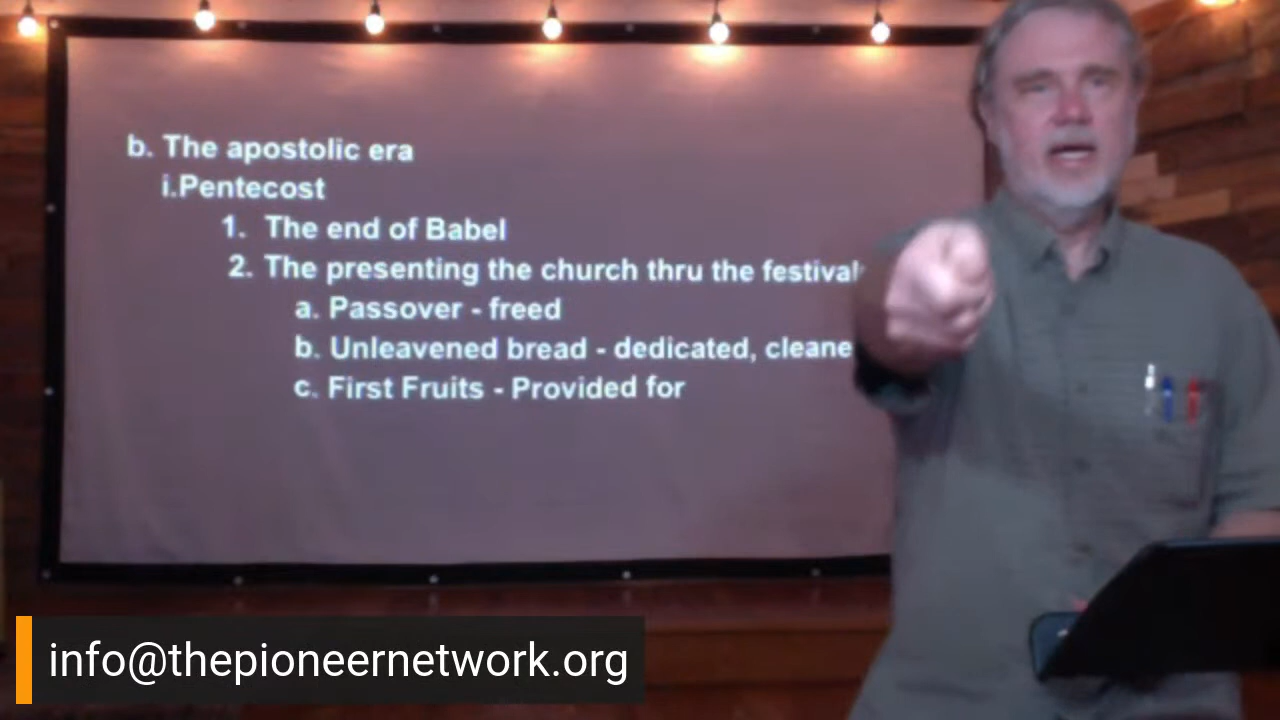 b. The apostolic era
i.Pentecost
1. The end of Babel
2. The presenting the church thru the festival
a. Passover - freed
b. Unleavened bread - dedicated, cleane
c. First Fruits - Provided for
info@thepioneernetwork.org